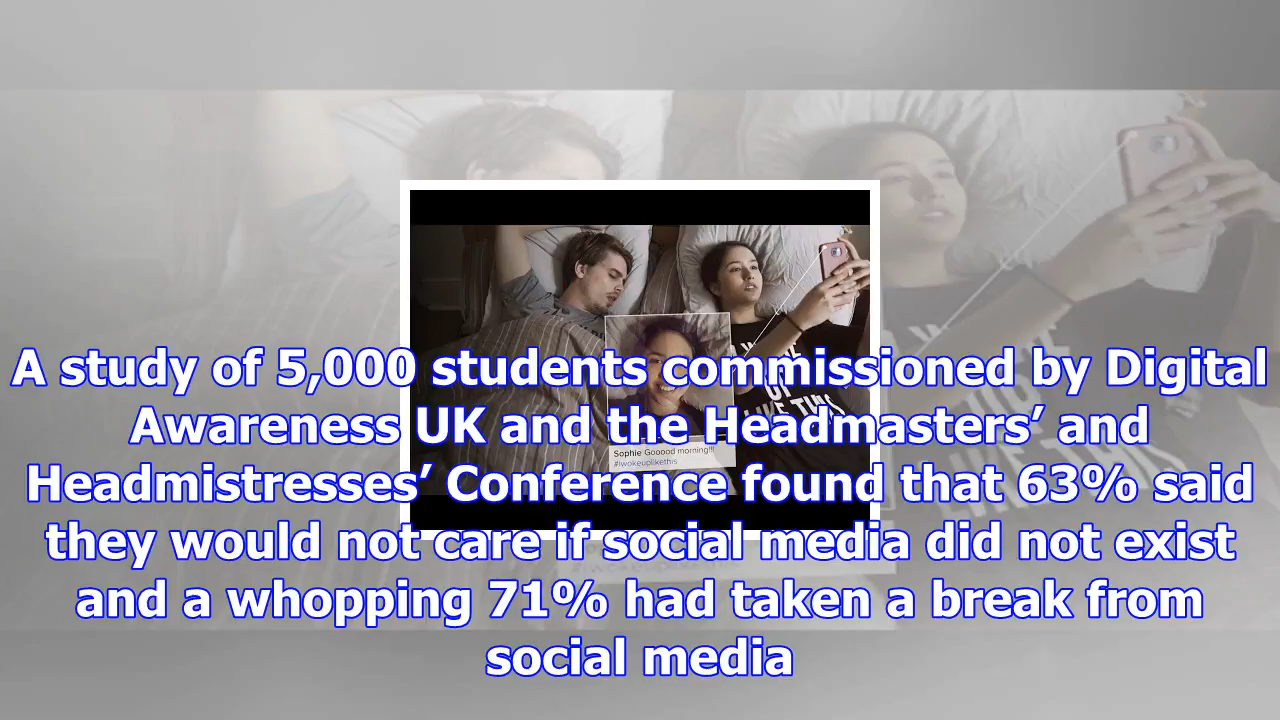 A study of 5,000 students commissioned by Digital
Awareness UK and the Headmasters’ and
Headmistresses’ Conference found that 63% said
they would not care if social media did not exist
and a whopping 71% had taken a break from
social media
Sophie Gooood morning!!!
#iwokeuplikethis